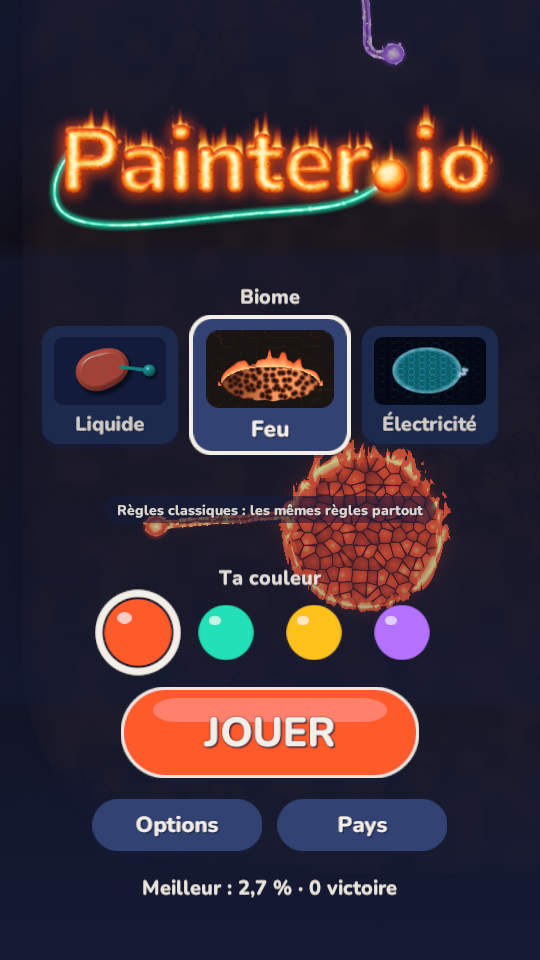 Painter.io
Biome
Liquide
Feu
Électricité
Règles classiques : les mêmes règles partout
Ta couleur
JOUER
Options
Pays
Meilleur : 2,7 % · 0 victoire